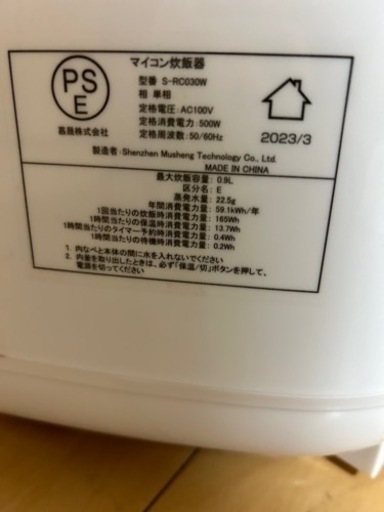 マイコン炊飯器
PS
E
型番 : S-RCG30W
相 単相
定格電圧 : AC100V
定格消費電力 : 500W
定格周波数 : 50/60Hz
嘉晟株式会社
2023/3
製造者 : Shenzhen Musheng Technology Co., Ltd.
MADE IN CHINA
最大炊飯容量 : 0.9L
区分名 : E
蒸発水量 : 22.5g
年間消費電力量 : 59.1kWh/年
1回当たりの炊飯時消費電力量 : 165Wh
1時間当たりの保温時消費電力量 : 13.7Wh
1時間当たりのタイマー予約時消費電力量 : 0.4Wh
1時間当たりの待機時消費電力量 : 0.2Wh
1. 内なべと本体の間に水を入れないでください
2. 内釜を取り出したときは、必ず「保温/切」ボタンを押して、
電源を切ってください